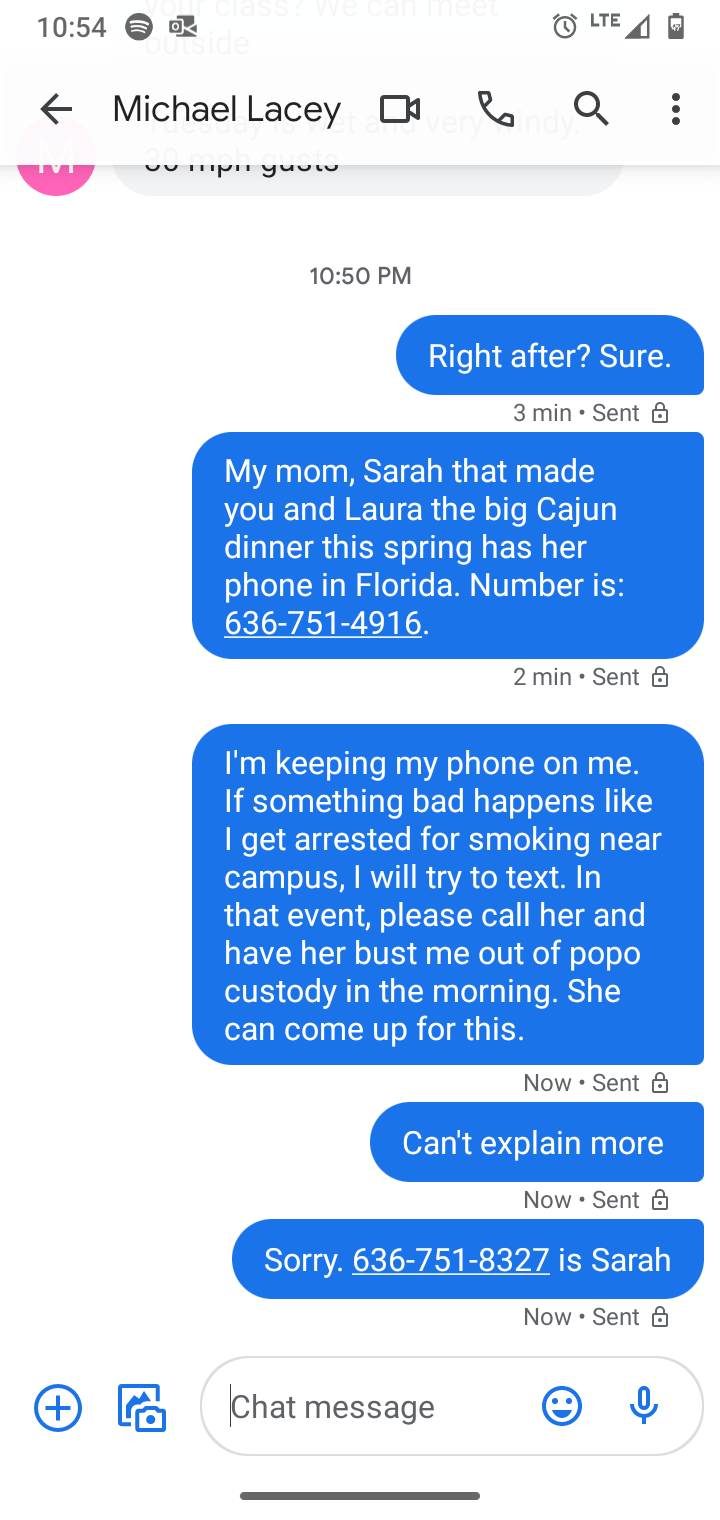 10:54
LTE
your class? We can meet
outside
Michael Lacey
Tuesday is wet and very windy.
30 mph gusts
M
10:50 PM
Right after? Sure.
3 min • Sent
My mom, Sarah that made
you and Laura the big Cajun
dinner this spring has her
phone in Florida. Number is:
636-751-4916.
2 min • Sent
I'm keeping my phone on me.
If something bad happens like
I get arrested for smoking near
campus, I will try to text. In
that event, please call her and
have her bust me out of popo
custody in the morning. She
can come up for this.
Now • Sent
Can't explain more
Now • Sent
Sorry. 636-751-8327 is Sarah
Now • Sent
Chat message